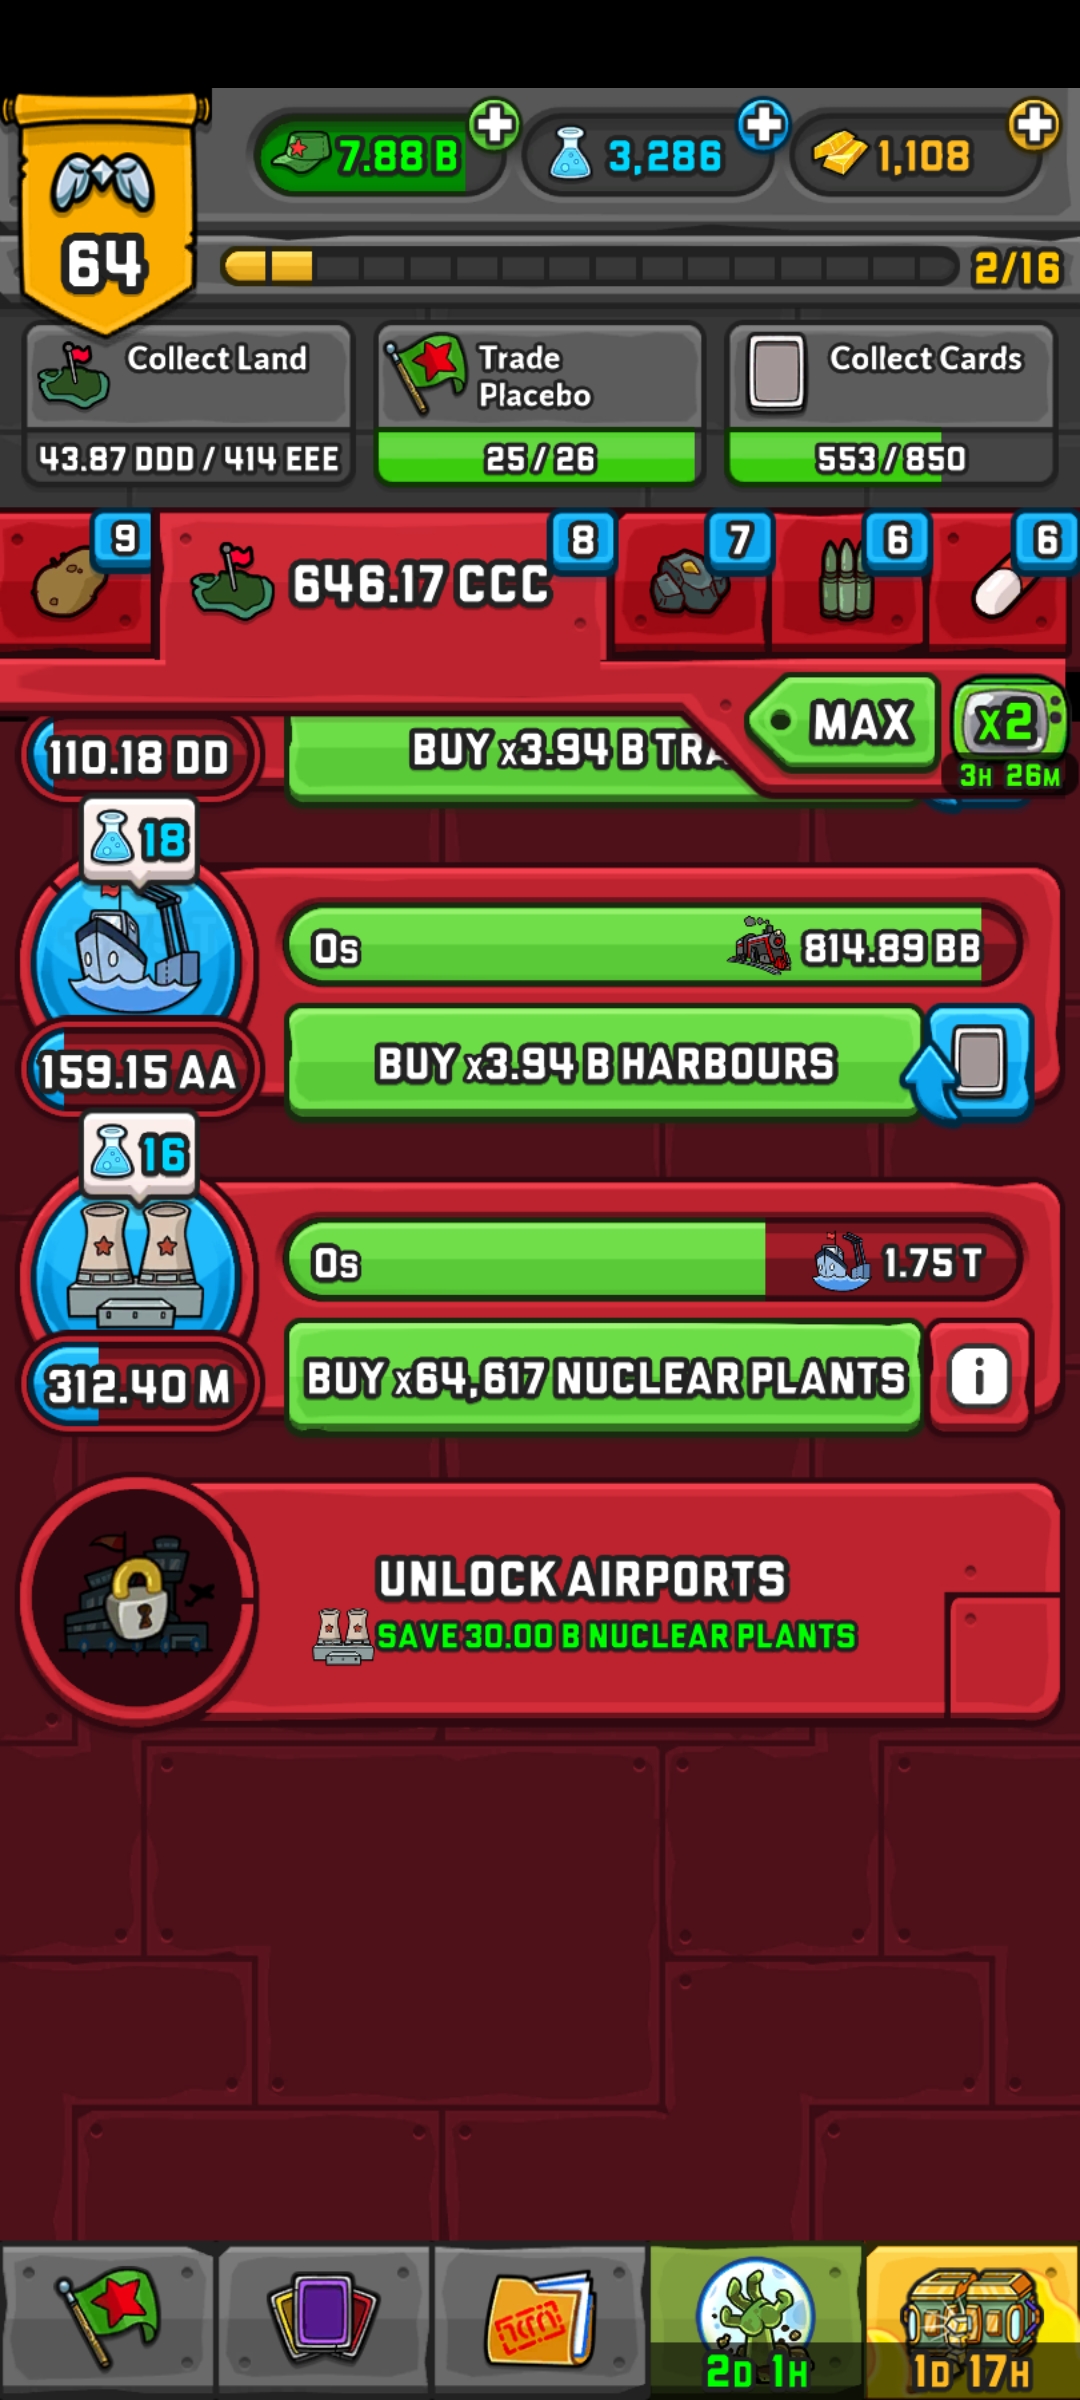 7.88 B
3,286
1,108
64
2/16
Collect Land
43.87 DDD / 414 EEE
Trade
Placebo
25 / 26
Collect Cards
553 / 850
9
646.17 CCC
8
7
6
6
MAX
x2
3H 26M
110.18 DD
BUY x3.94 B TRA
18
0s
814.89 BB
159.15 AA
BUY x3.94 B HARBOURS
16
0s
1.75 T
312.40 M
BUY x64,617 NUCLEAR PLANTS
i
UNLOCK AIRPORTS
SAVE 30.00 B NUCLEAR PLANTS
2D 1H
1D 17H